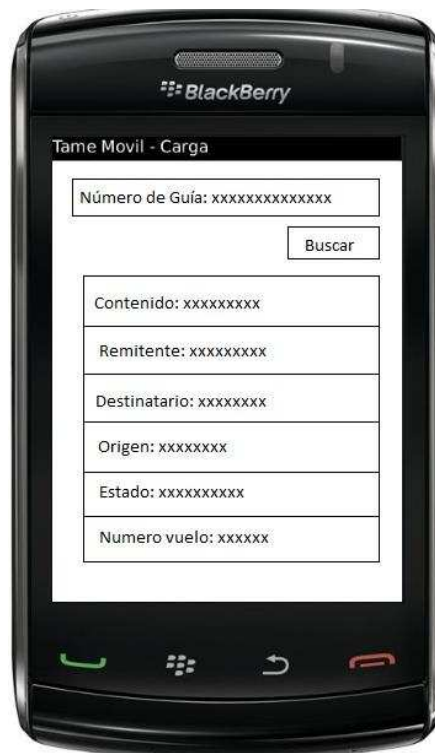 BlackBerry
Tame Movil - Carga
Número de Guía: xxxxxxxxxxxxxx
Buscar
Contenido: xxxxxxxxx
Remitente: xxxxxxxxx
Destinatario: xxxxxxxx
Origen: xxxxxxxx
Estado: xxxxxxxxxx
Numero vuelo: xxxxxx